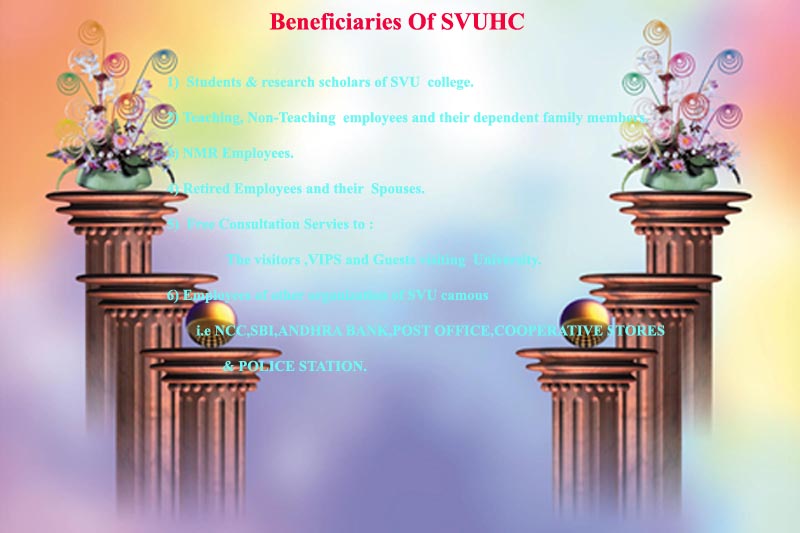 Beneficiaries Of SVUHC
1) Students & research scholars of SVU college.
2) Teaching, Non-Teaching employees and their dependent family members.
3) NMR Employees.
4) Retired Employees and their Spouses.
5) Free Consultation Servies to :
The visitors ,VIPS and Guests visiting University.
6) Employees of other organization of SVU camous
i.e NCC,SBI,ANDHRA BANK,POST OFFICE,COOPERATIVE STORES
& POLICE STATION.